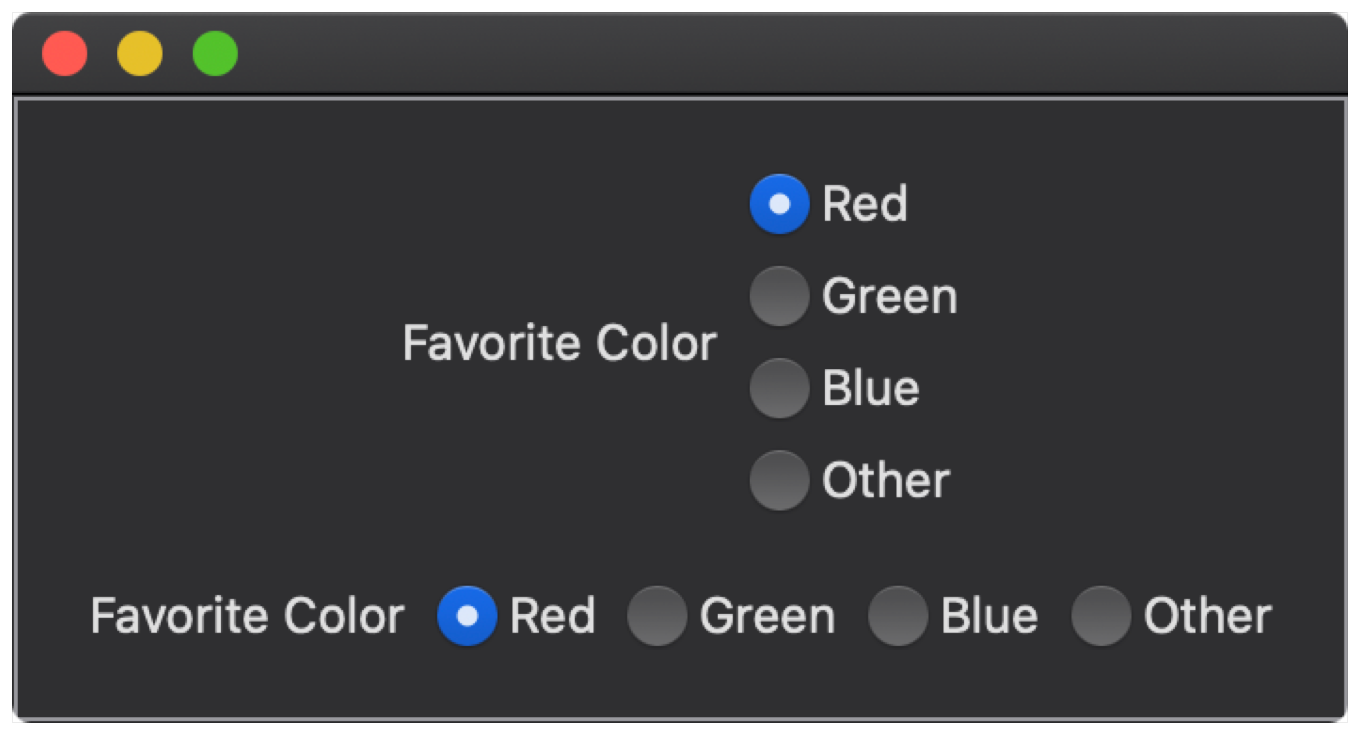 Red
Green
Favorite Color
Blue
Other
Favorite Color Red Green Blue Other